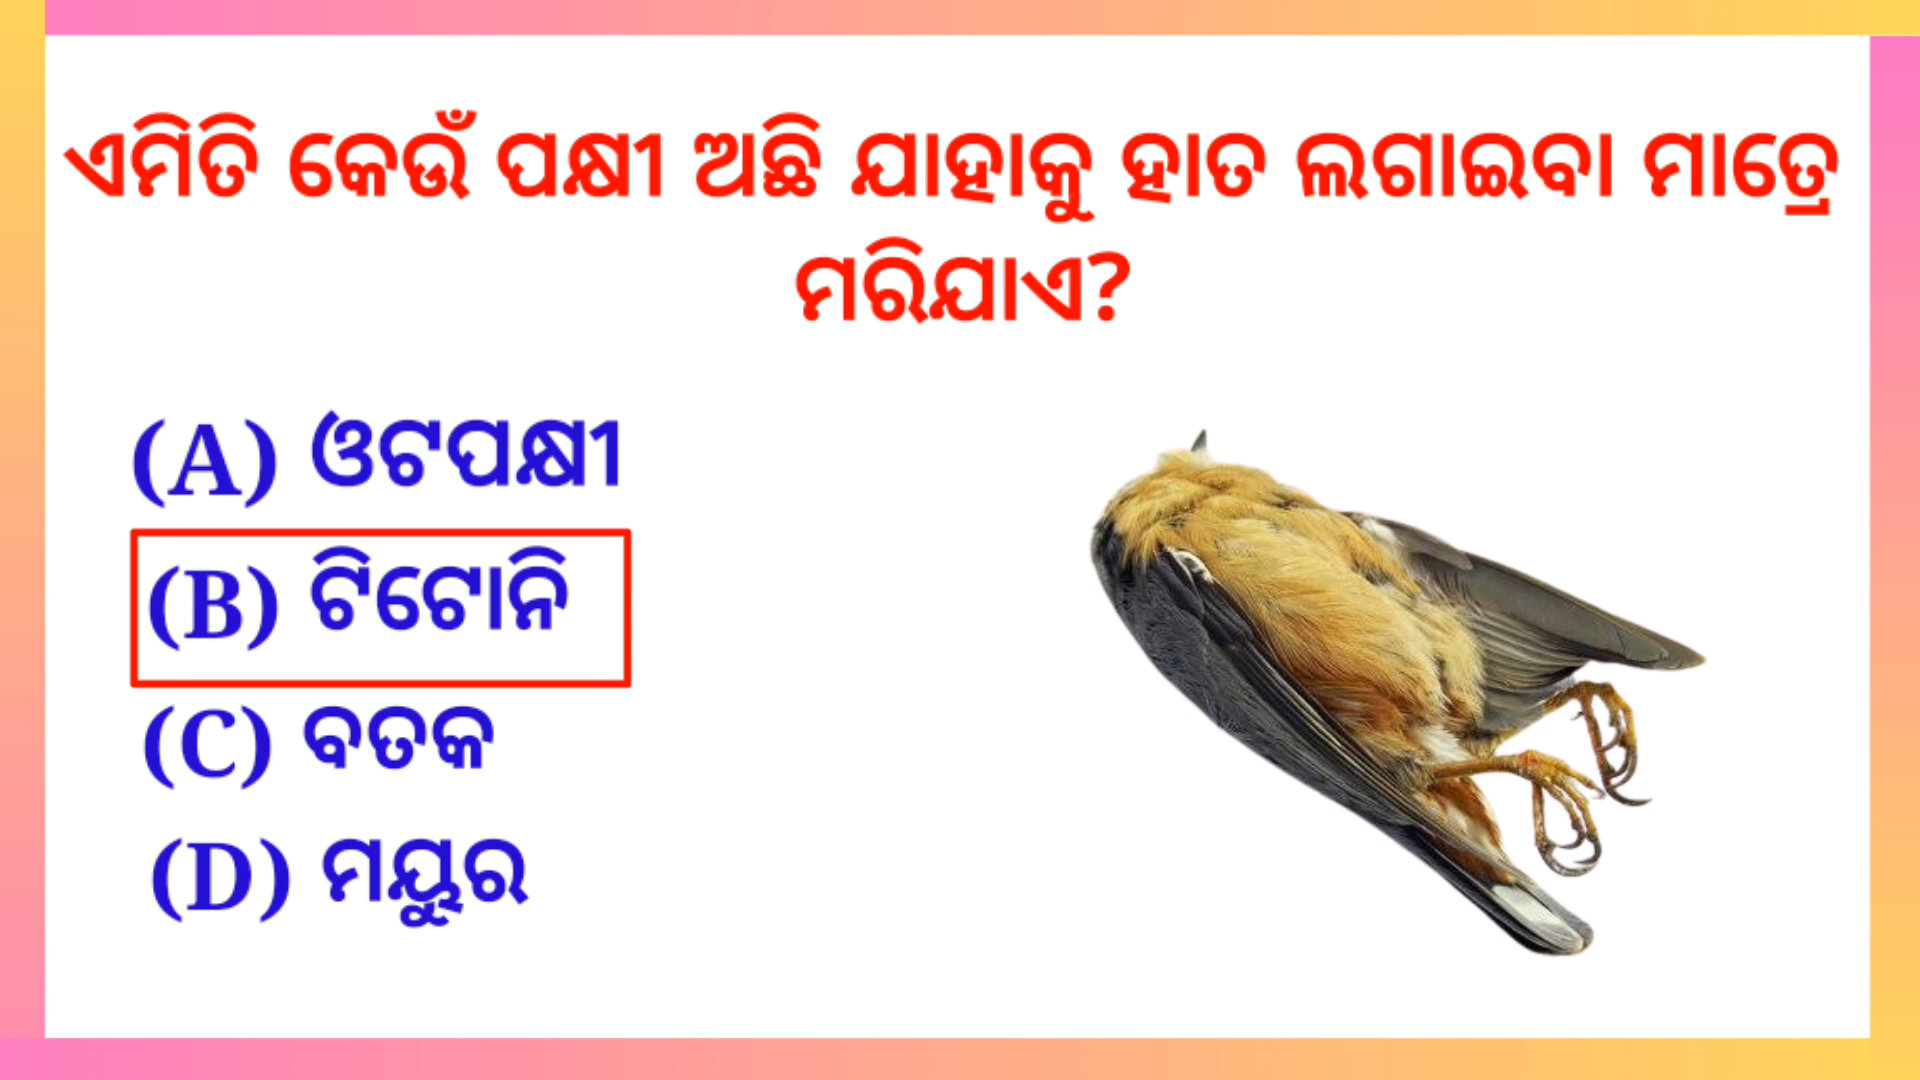 ଏମିତି କେଉଁ ପକ୍ଷୀ ଅଛି ଯାହାକୁ ହାତ ଲଗାଇବା ମାତ୍ରେ
ମରିଯାଏ?
(A) ଓଟପକ୍ଷୀ
(B) ଟିଟୋନି
(C) ବତକ
(D) ମୟୁର